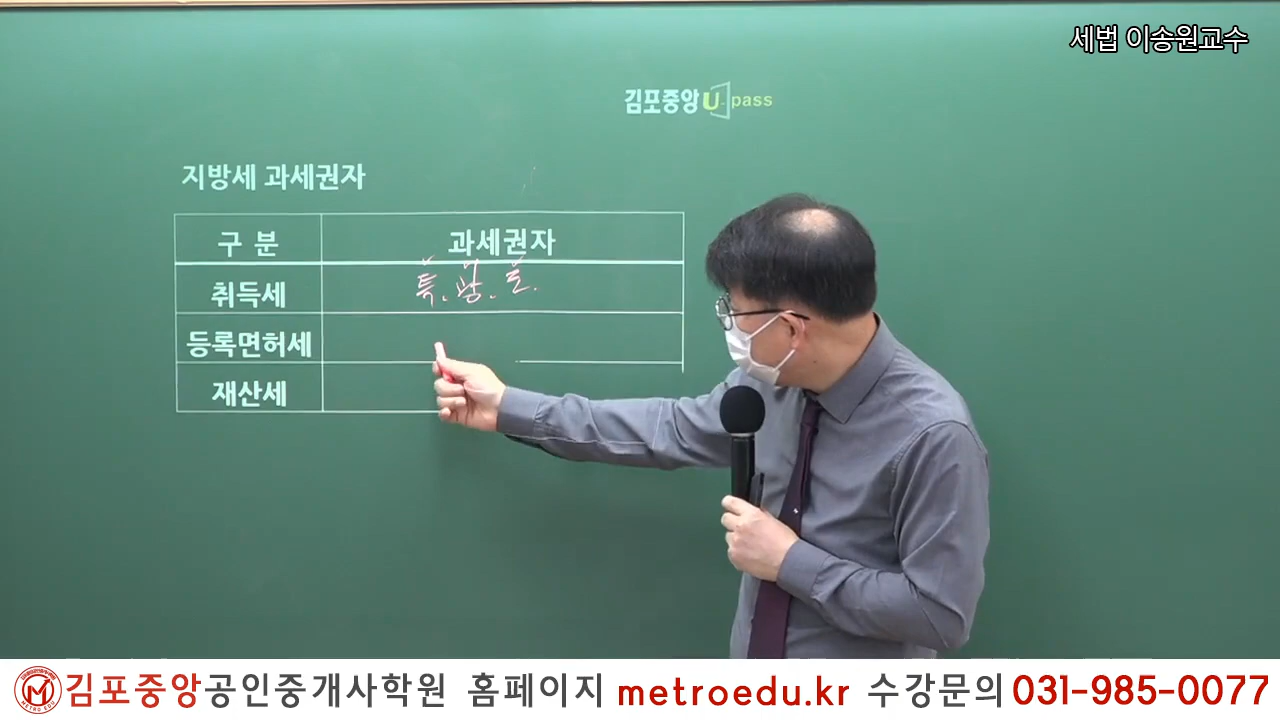 세법 이송원교수
김포중앙 U-pass
지방세 과세권자
구 분 과세권자
취득세 특.광.도.
등록면허세
재산세
METRO EDU 김포중앙공인중개사학원 홈페이지 metroedu.kr 수강문의 031-985-0077